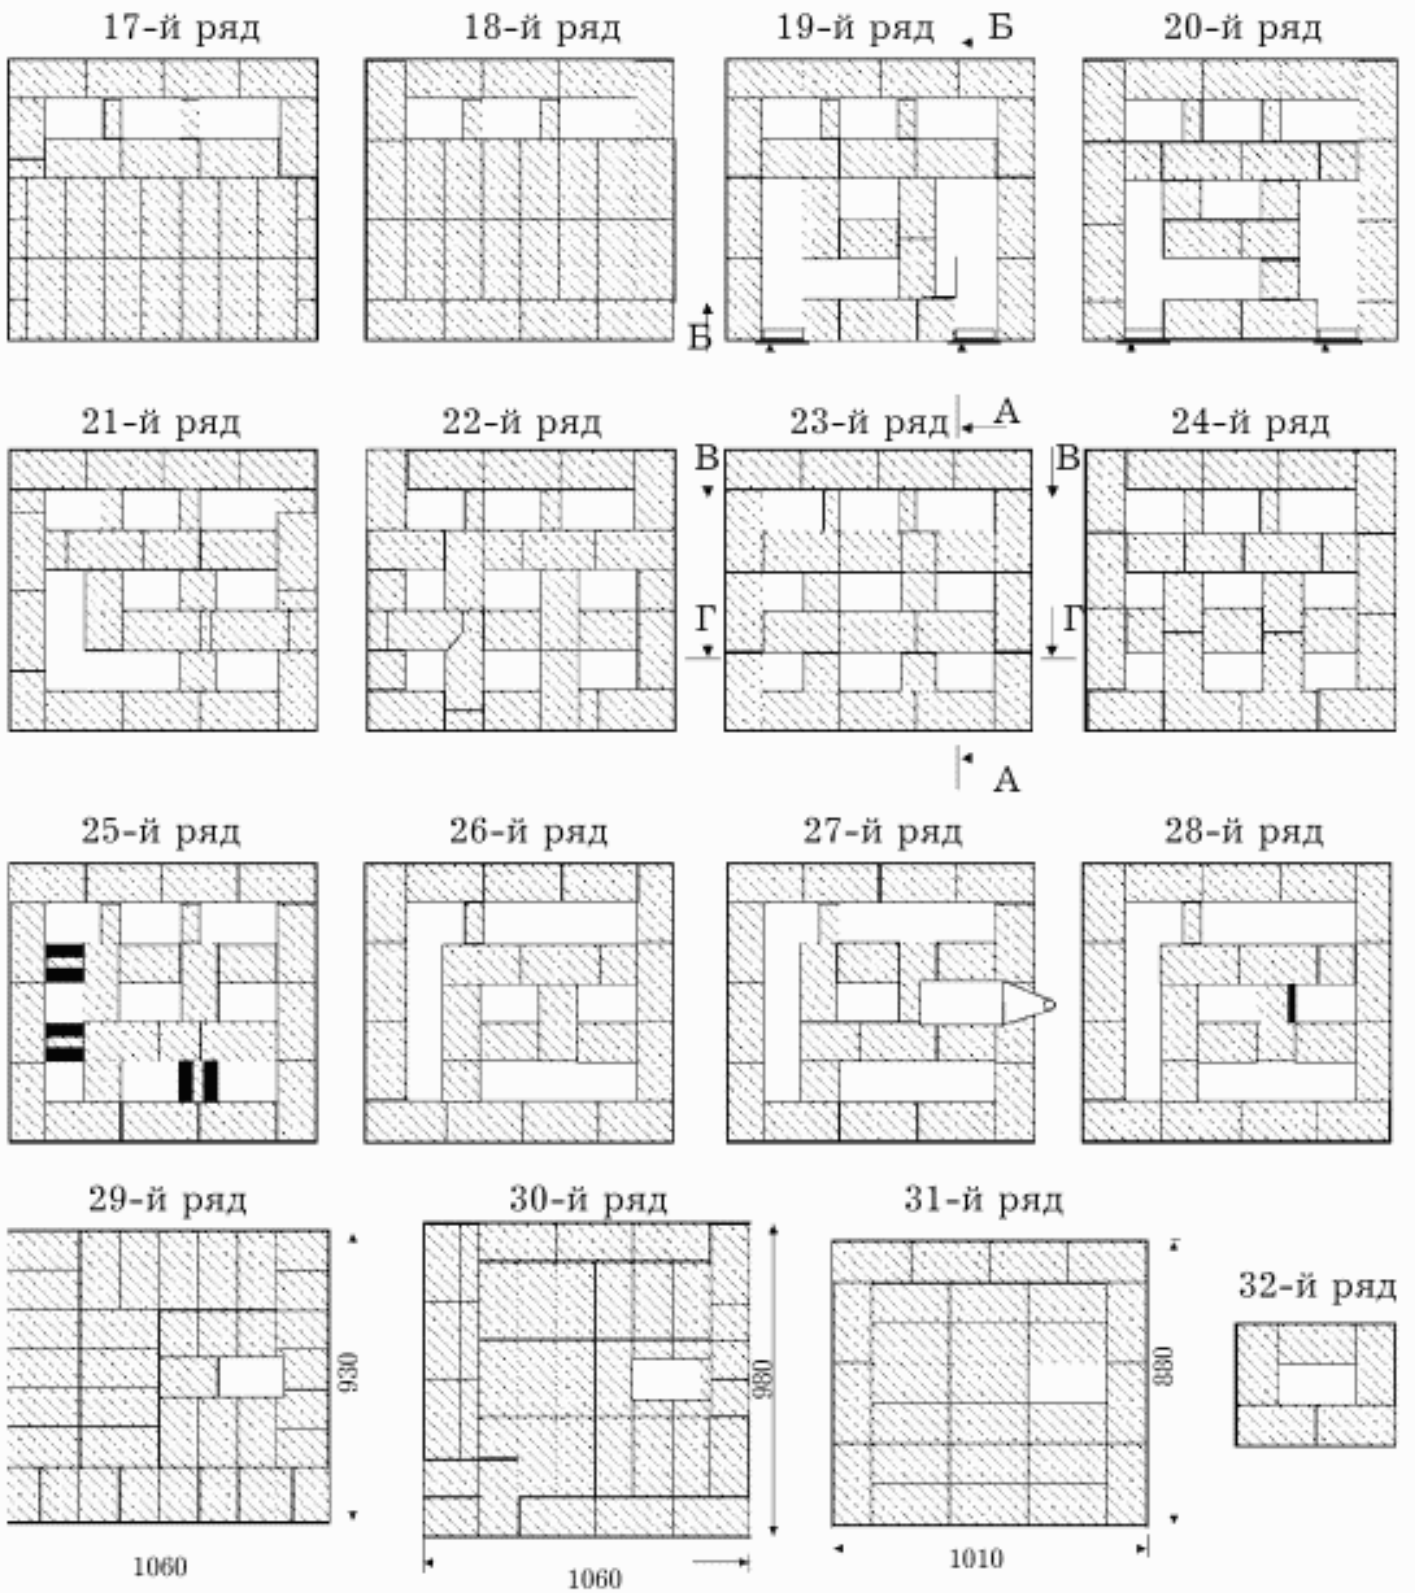 17-й ряд
18-й ряд
19-й ряд
Б
20-й ряд
Б
21-й ряд
22-й ряд
23-й ряд
А
24-й ряд
В
В
Г
Г
А
25-й ряд
26-й ряд
27-й ряд
28-й ряд
29-й ряд
30-й ряд
31-й ряд
32-й ряд
930
980
880
1060
1060
1010